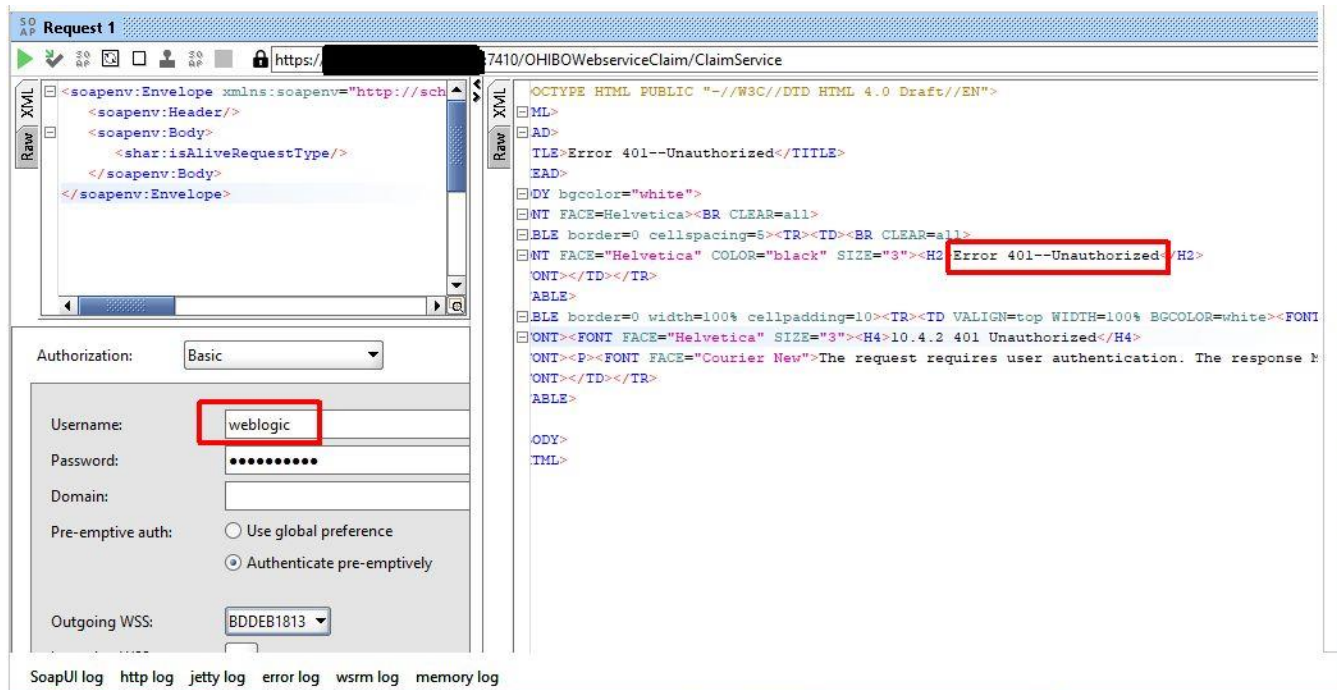 SOAP Request 1
https:/ :7410/OHIBOWebserviceClaim/ClaimService
XML
Raw
<soapenv:Envelope xmlns:soapenv="http://sch
<soapenv:Header/>
<soapenv:Body>
<shar:isAliveRequestType/>
</soapenv:Body>
</soapenv:Envelope>
Authorization: Basic
Username: weblogic
Password: ••••••••••
Domain:
Pre-emptive auth: Use global preference
Authenticate pre-emptively
Outgoing WSS: BDDEB1813
XML
Raw
OCTYPE HTML PUBLIC "-//W3C//DTD HTML 4.0 Draft//EN">
ML>
AD>
TLE>Error 401--Unauthorized</TITLE>
EAD>
DY bgcolor="white">
NT FACE=Helvetica><BR CLEAR=all>
BLE border=0 cellspacing=5><TR><TD><BR CLEAR=all>
NT FACE="Helvetica" COLOR="black" SIZE="3"><H2>Error 401--Unauthorized</H2>
ONT></TD></TR>
ABLE>
BLE border=0 width=100% cellpadding=10><TR><TD VALIGN=top WIDTH=100% BGCOLOR=white><FONT
ONT><FONT FACE="Helvetica" SIZE="3"><H4>10.4.2 401 Unauthorized</H4>
ONT><P><FONT FACE="Courier New">The request requires user authentication. The response M
ONT></TD></TR>
ABLE>
ODY>
TML>
SoapUI log http log jetty log error log wsrm log memory log